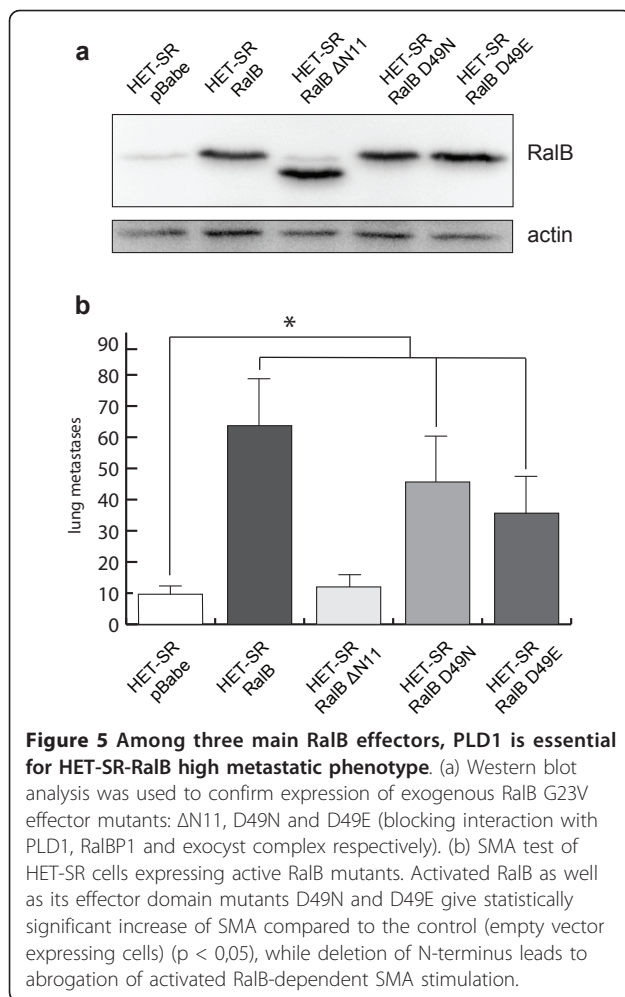 a
HET-SR pBabe
HET-SR RalB
HET-SR RalB ΔN11
HET-SR RalB D49N
HET-SR RalB D49E
RalB
actin
b
*
90
80
70
60
50
40
30
20
10
0
lung metastases
HET-SR pBabe
HET-SR RalB
HET-SR RalB ΔN11
HET-SR RalB D49N
HET-SR RalB D49E
Figure 5 Among three main RalB effectors, PLD1 is essential
for HET-SR-RalB high metastatic phenotype. (a) Western blot
analysis was used to confirm expression of exogenous RalB G23V
effector mutants: ΔN11, D49N and D49E (blocking interaction with
PLD1, RalBP1 and exocyst complex respectively). (b) SMA test of
HET-SR cells expressing active RalB mutants. Activated RalB as well
as its effector domain mutants D49N and D49E give statistically
significant increase of SMA compared to the control (empty vector
expressing cells) (p < 0,05), while deletion of N-terminus leads to
abrogation of activated RalB-dependent SMA stimulation.